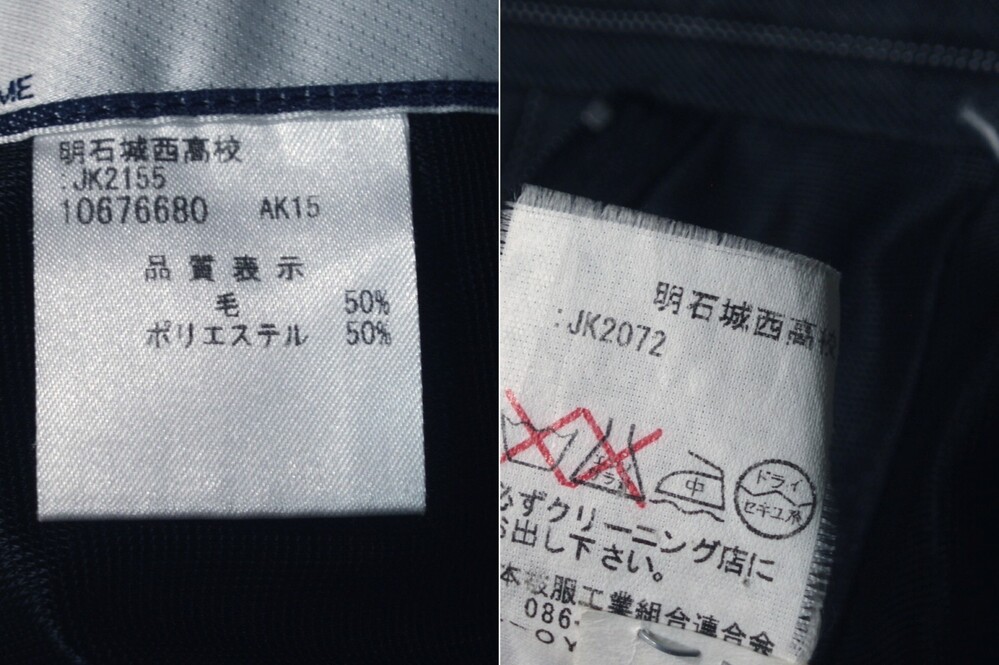 ME
明石城西高校
:JK2155
10676680 AK15
品質表示
毛 50%
ポリエステル 50%
明石城西高校
:JK2072
中
ドライ
セキユ系
必ずクリーニング店に
お出し下さい。
本被服工業組合連合会
086-